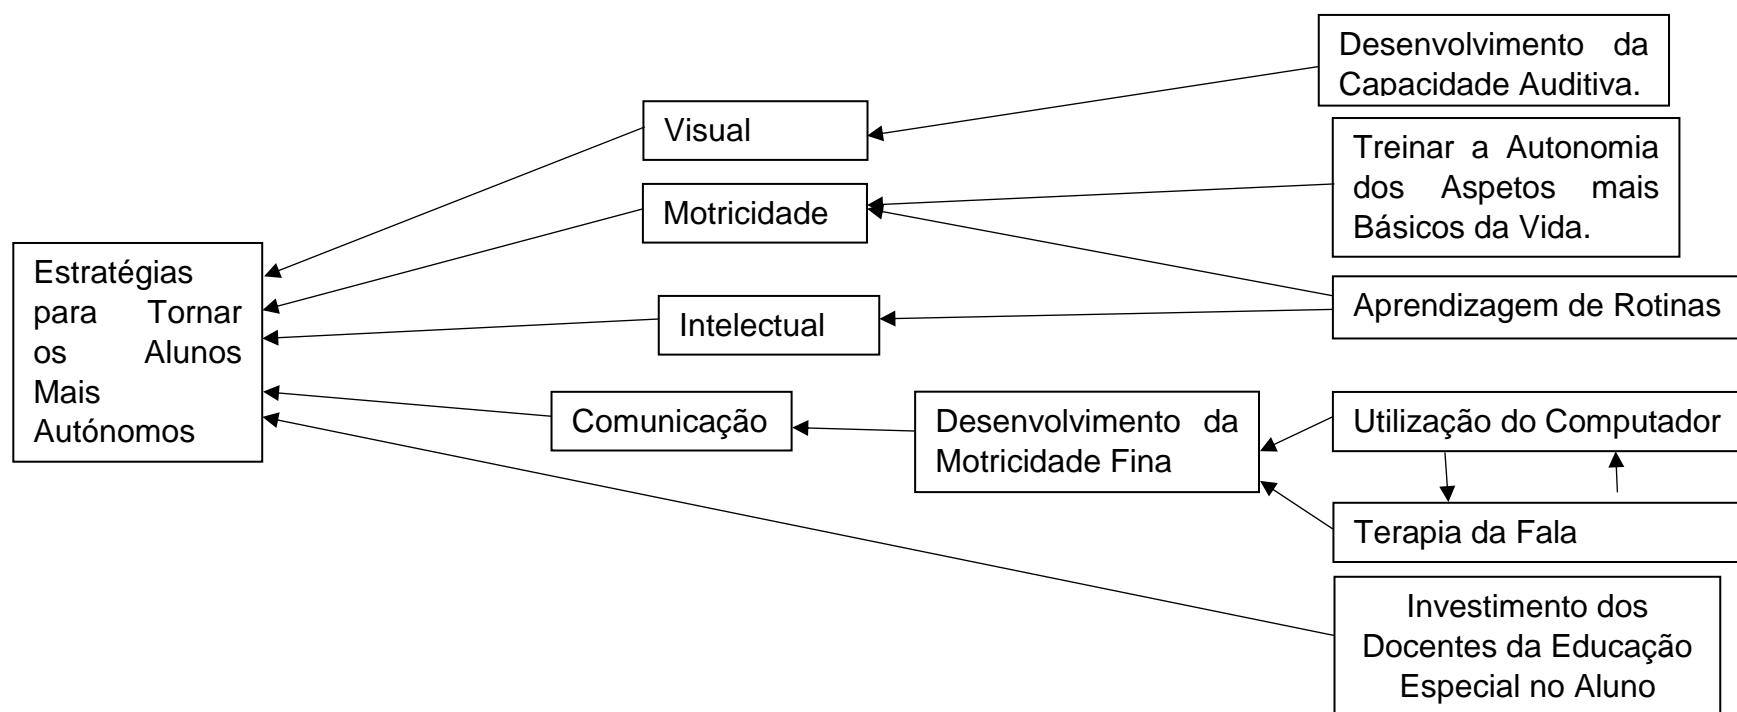 Desenvolvimento da
Capacidade Auditiva.
Visual
Treinar a Autonomia
dos Aspetos mais
Básicos da Vida.
Motricidade
Estratégias
para Tornar
os Alunos
Mais
Autónomos
Intelectual
Aprendizagem de Rotinas
Comunicação
Desenvolvimento da
Motricidade Fina
Utilização do Computador
Terapia da Fala
Investimento dos
Docentes da Educação
Especial no Aluno